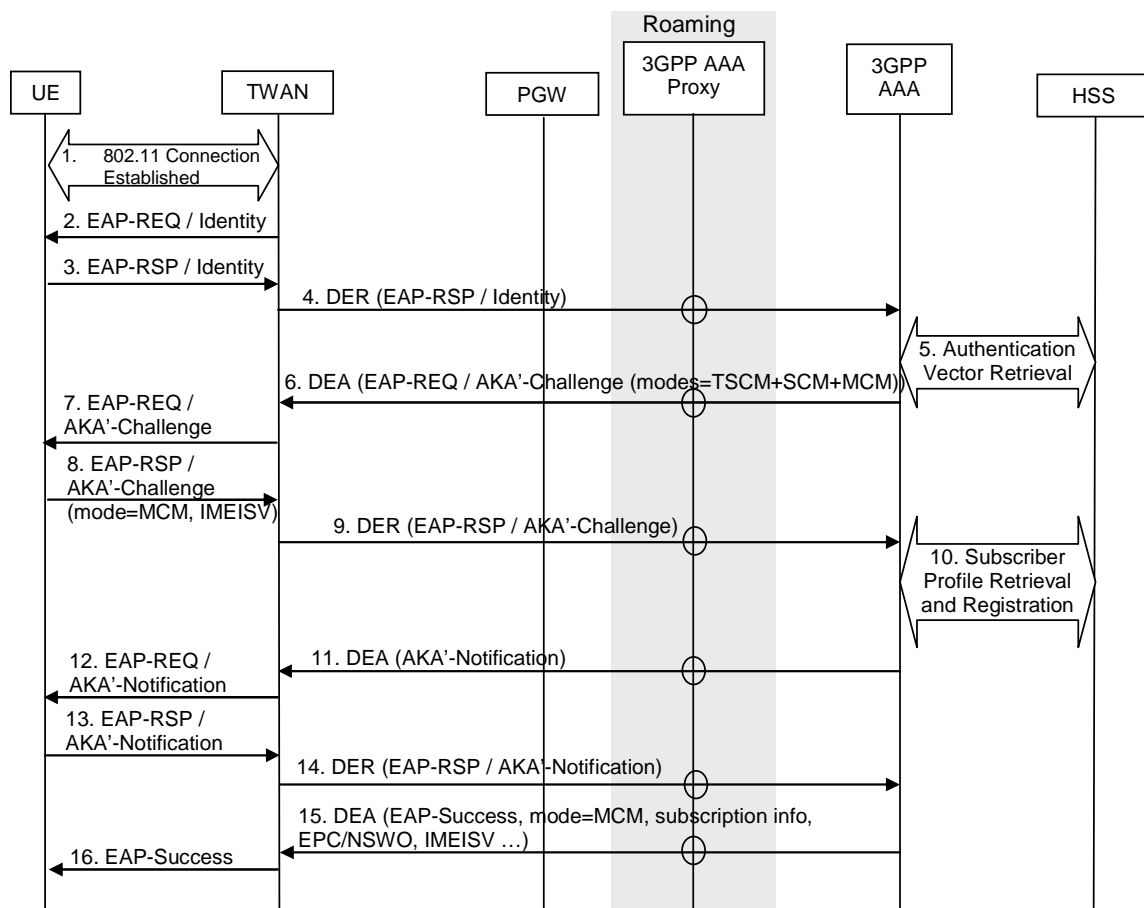 Roaming
UE
TWAN
PGW
3GPP AAA
Proxy
3GPP
AAA
HSS
1. 802.11 Connection
Established
2. EAP-REQ / Identity
3. EAP-RSP / Identity
4. DER (EAP-RSP / Identity)
5. Authentication
Vector Retrieval
6. DEA (EAP-REQ / AKA’-Challenge (modes=TSCM+SCM+MCM))
7. EAP-REQ /
AKA’-Challenge
8. EAP-RSP /
AKA’-Challenge
(mode=MCM, IMEISV)
9. DER (EAP-RSP / AKA’-Challenge)
10. Subscriber
Profile Retrieval
and Registration
11. DEA (AKA’-Notification)
12. EAP-REQ /
AKA’-Notification
13. EAP-RSP /
AKA’-Notification
14. DER (EAP-RSP / AKA’-Notification)
15. DEA (EAP-Success, mode=MCM, subscription info,
EPC/NSWO, IMEISV …)
16. EAP-Success